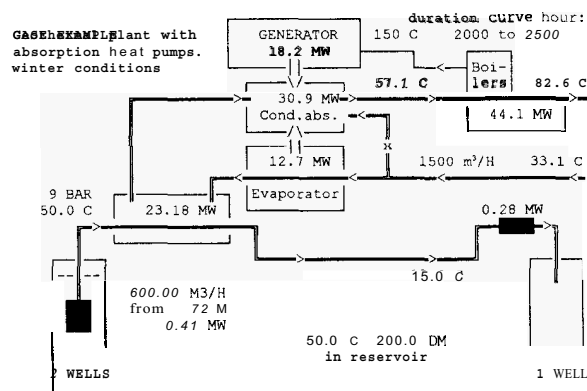 duration curve hour:
CASE EXAMPLE plant with
absorption heat pumps.
winter conditions
GENERATOR
18.2 MW
150 C
2000 to 2500
Boi-
lers
57.1 C
82.6 C
30.9 MW
Cond.abs.
44.1 MW
12.7 MW
Evaporator
1500 m³/H
33.1 C
9 BAR
50.0 C
23.18 MW
0.28 MW
15.0 C
600.00 M3/H
from 72 M
0.41 MW
50.0 C 200.0 DM
in reservoir
WELLS
1 WELL